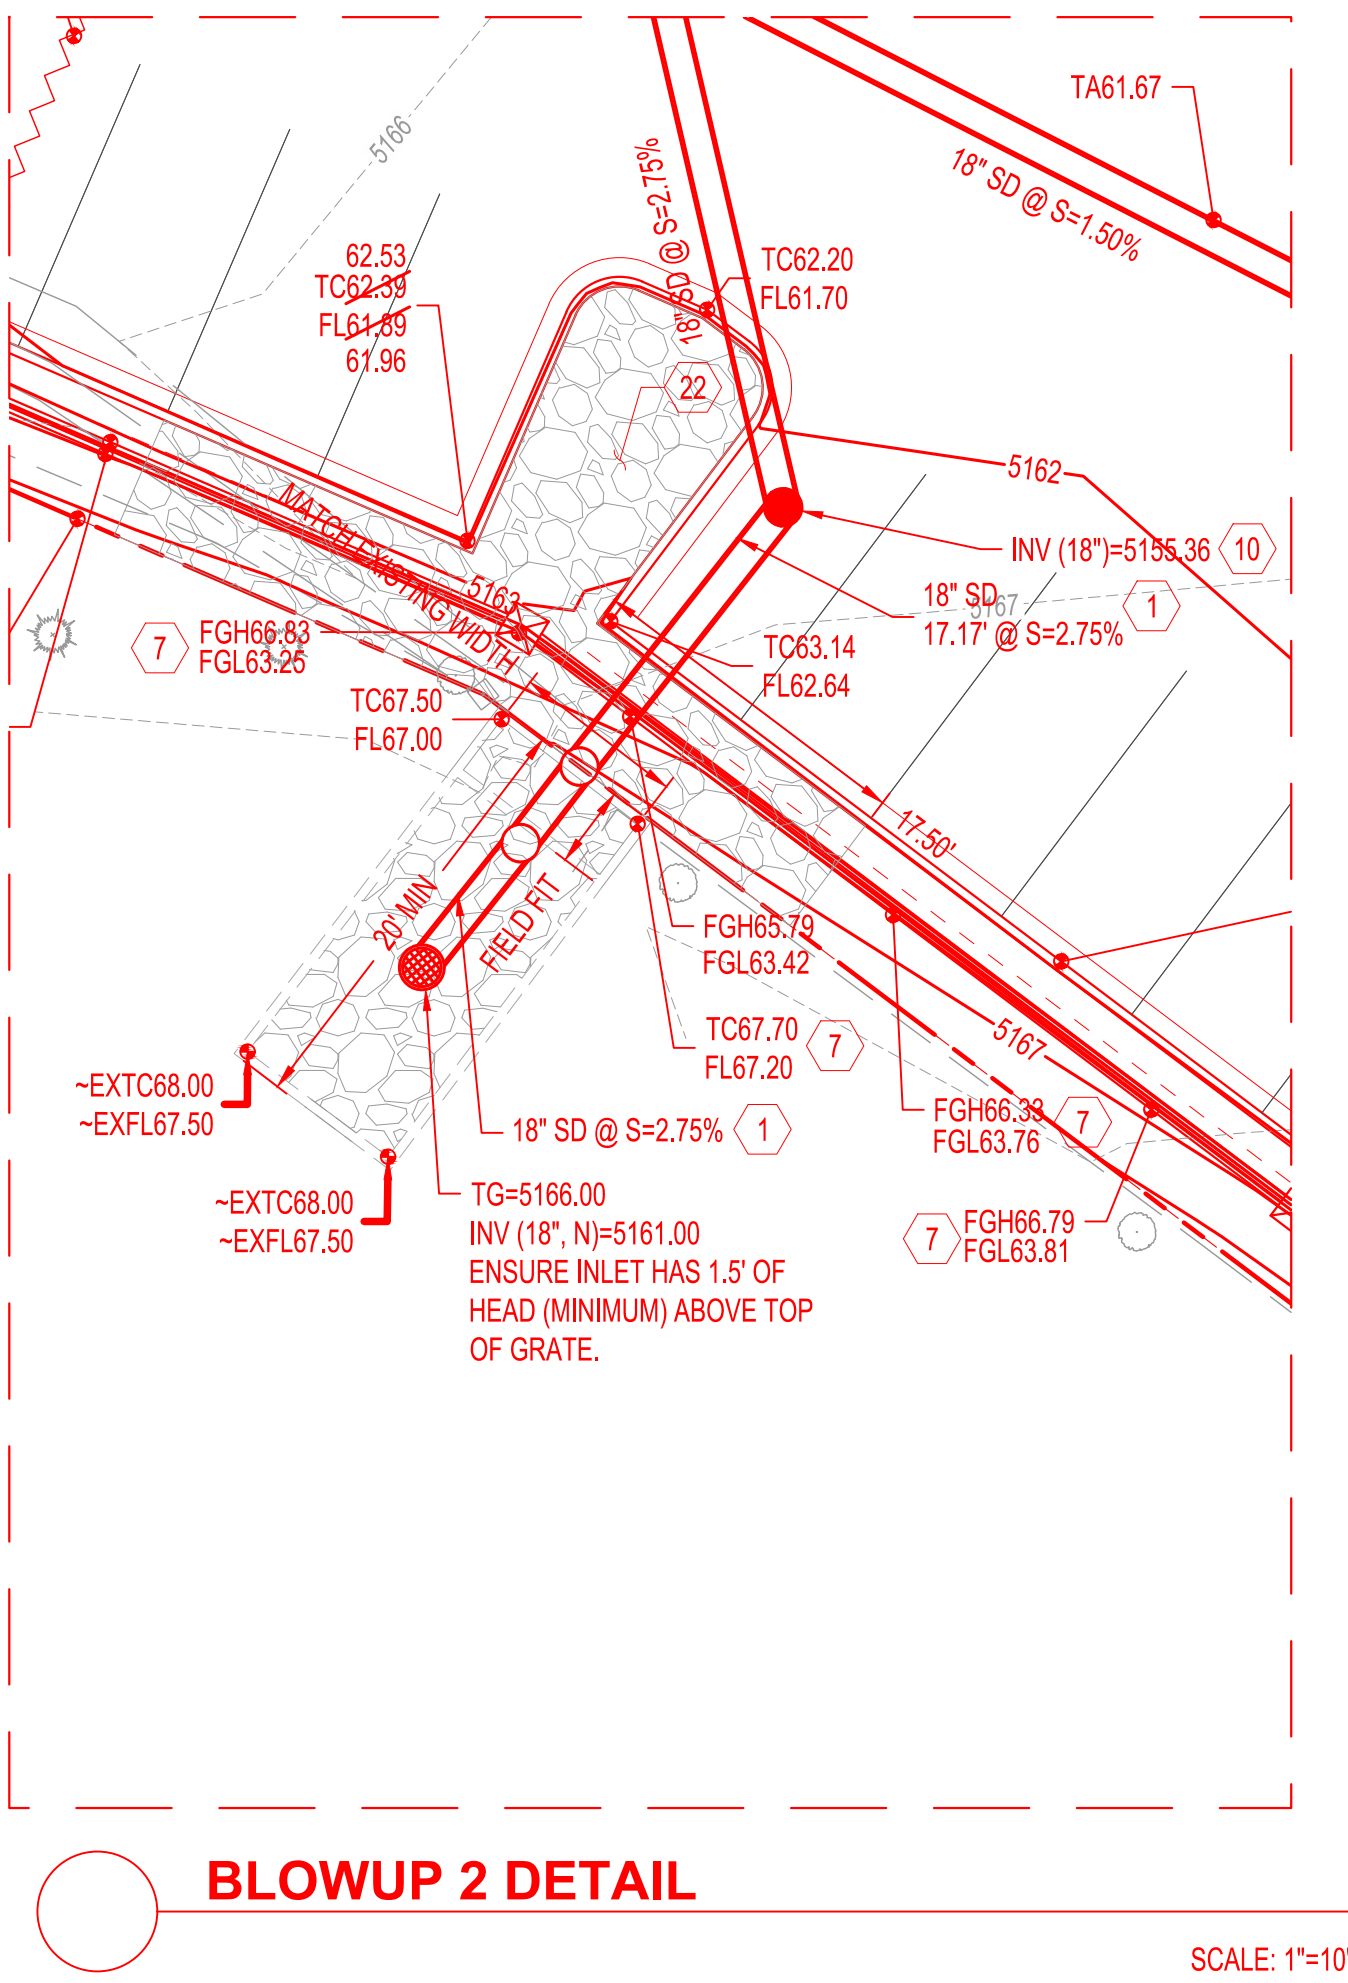 TA61.67
5166
18" SD @ S=2.75%
18" SD @ S=1.50%
62.53
TC62.39
FL61.89
61.96
TC62.20
FL61.70
22
5162
INV (18")=5155.36
10
MATCH EXISTING WIDTH
5163
18" SD
17.17' @ S=2.75%
5167
1
7
FGH66.83
FGL63.25
TC63.14
FL62.64
TC67.50
FL67.00
17.50'
20' MIN
FIELD FIT
FGH65.79
FGL63.42
TC67.70
FL67.20
7
5167
~EXTC68.00
~EXFL67.50
18" SD @ S=2.75%
1
FGH66.33
FGL63.76
7
~EXTC68.00
~EXFL67.50
TG=5166.00
INV (18", N)=5161.00
ENSURE INLET HAS 1.5' OF
HEAD (MINIMUM) ABOVE TOP
OF GRATE.
7
FGH66.79
FGL63.81
BLOWUP 2 DETAIL
SCALE: 1"=10'